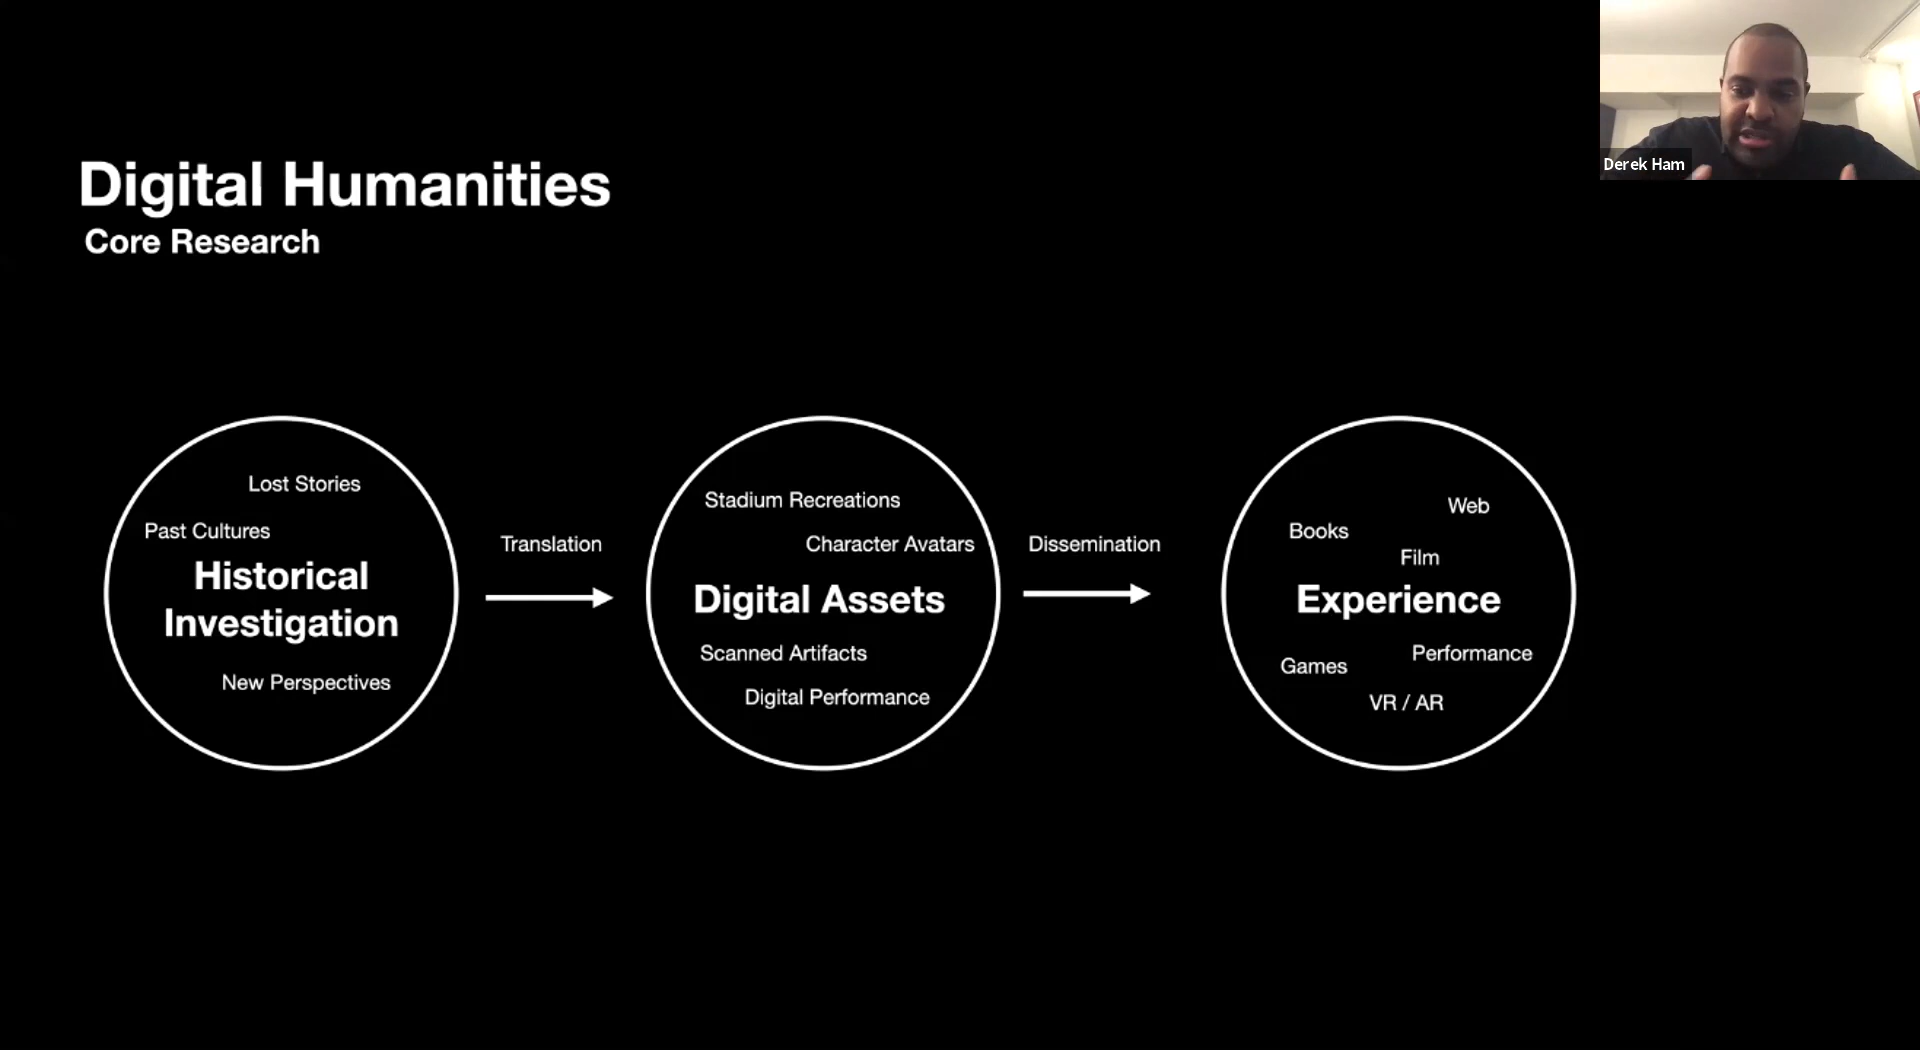 Derek Ham
Digital Humanities
Core Research
Lost Stories
Past Cultures
Historical
Investigation
New Perspectives
Translation
Stadium Recreations
Character Avatars
Digital Assets
Scanned Artifacts
Digital Performance
Dissemination
Web
Books
Film
Experience
Performance
Games
VR / AR